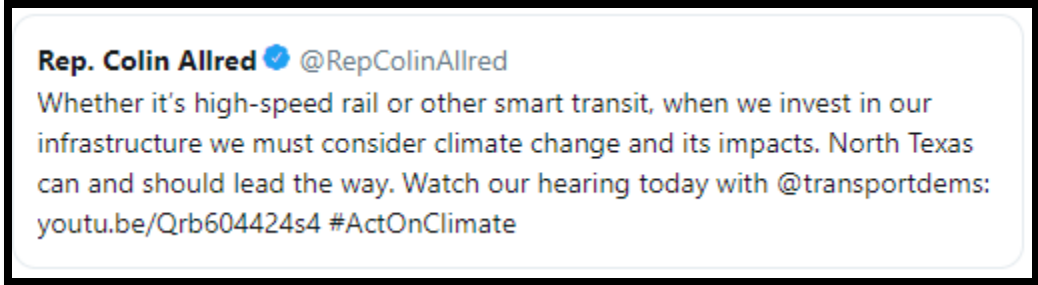 Rep. Colin Allred @RepColinAllred
Whether it's high-speed rail or other smart transit, when we invest in our
infrastructure we must consider climate change and its impacts. North Texas
can and should lead the way. Watch our hearing today with @transportdems:
youtu.be/Qrb604424s4 #ActOnClimate